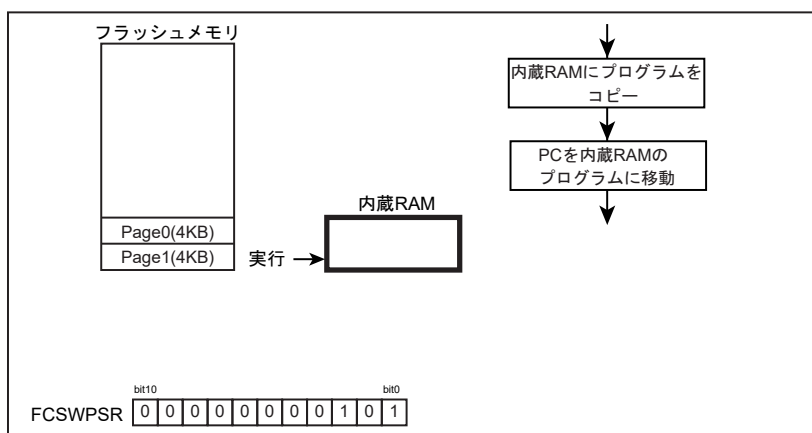 フラッシュメモリ
Page0(4KB)
Page1(4KB)
実行
内蔵RAM
内蔵RAMにプログラムを
コピー
PCを内蔵RAMの
プログラムに移動
bit10
bit0
FCSWPSR 0 0 0 0 0 0 0 0 1 0 1